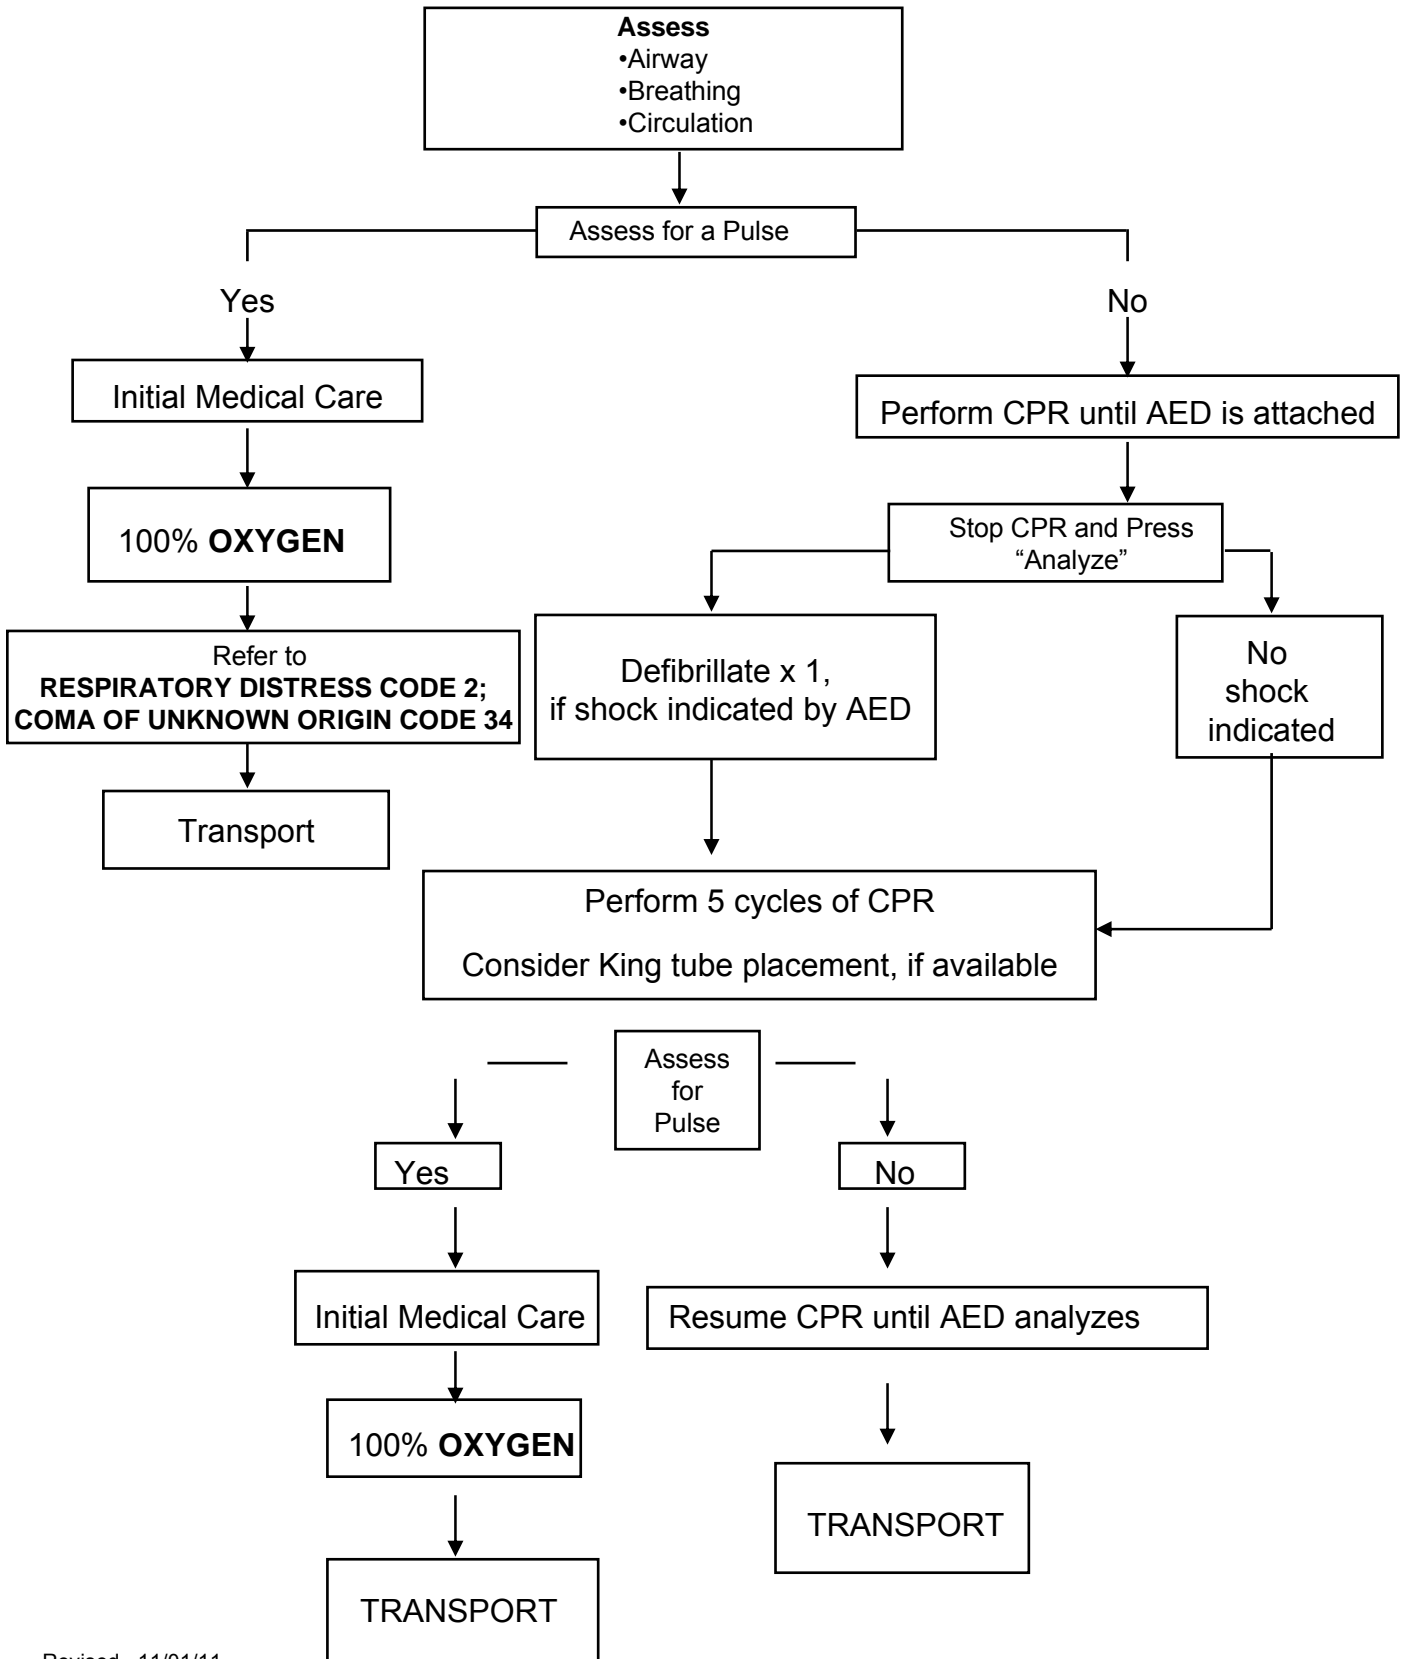 Assess
•Airway
•Breathing
•Circulation
Assess for a Pulse
Yes
No
Initial Medical Care
Perform CPR until AED is attached
100% OXYGEN
Stop CPR and Press
“Analyze”
Refer to
RESPIRATORY DISTRESS CODE 2;
COMA OF UNKNOWN ORIGIN CODE 34
Defibrillate x 1,
if shock indicated by AED
No
shock
indicated
Transport
Perform 5 cycles of CPR
Consider King tube placement, if available
Assess
for
Pulse
Yes
No
Initial Medical Care
Resume CPR until AED analyzes
100% OXYGEN
TRANSPORT
TRANSPORT
Revised 11/01/11